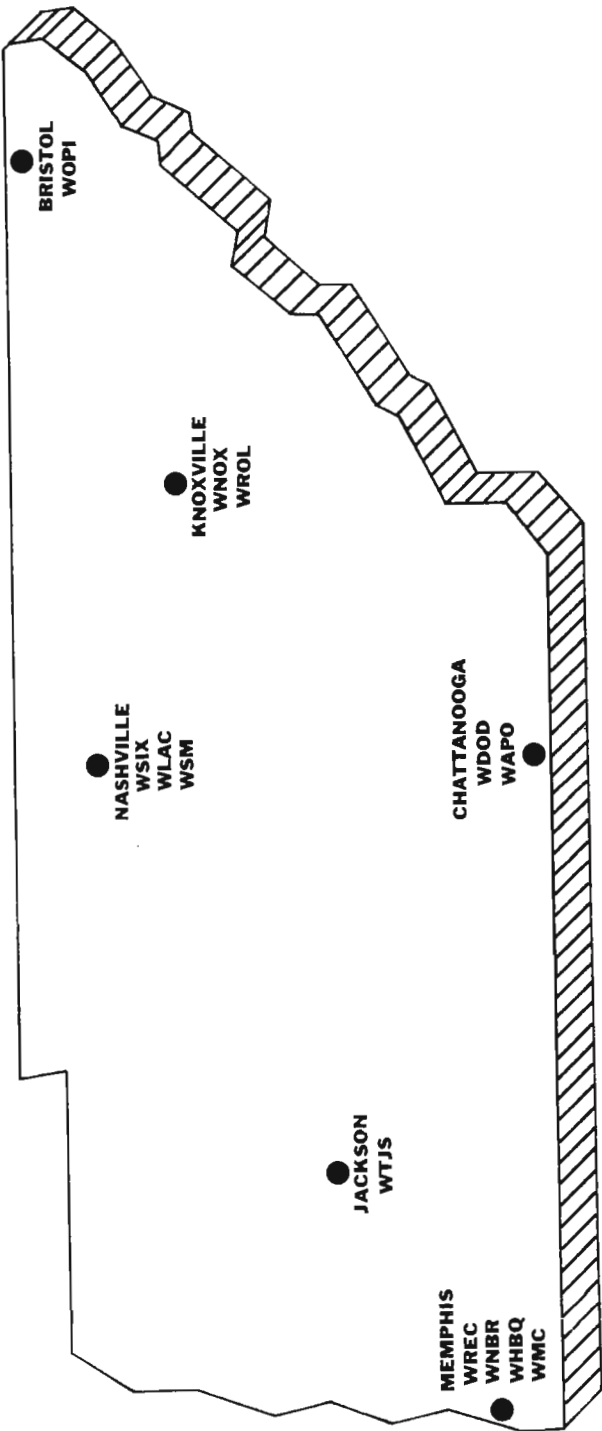 BRISTOL
WOPI
KNOXVILLE
WNOX
WROL
NASHVILLE
WSIX
WLAC
WSM
CHATTANOOGA
WDOD
WAPO
JACKSON
WTJS
MEMPHIS
WREC
WNBR
WHBQ
WMC